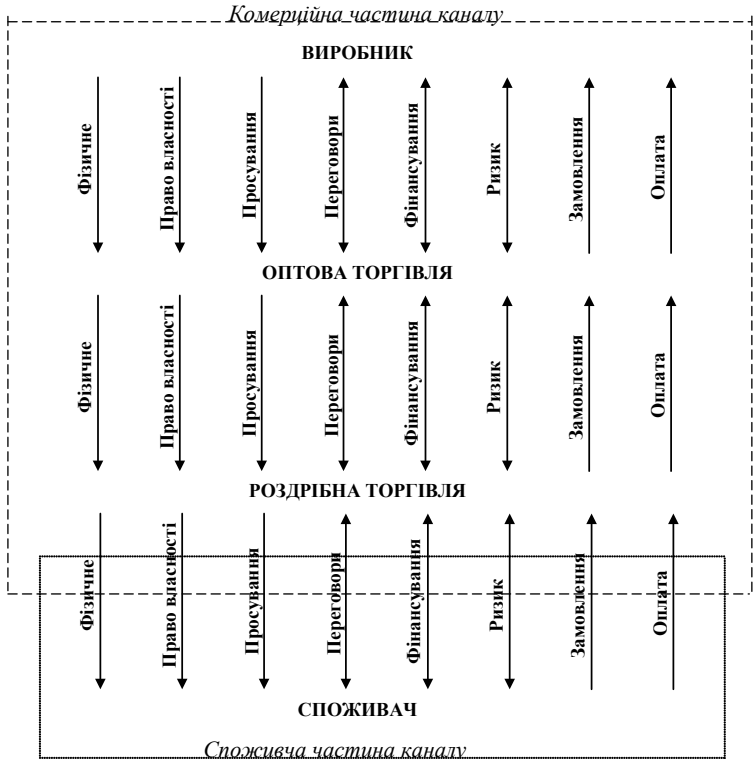 Комерційна частина каналу
ВИРОБНИК
Фізичне
Право власності
Просування
Переговори
Фінансування
Ризик
Замовлення
Оплата
ОПТОВА ТОРГІВЛЯ
Фізичне
Право власності
Просування
Переговори
Фінансування
Ризик
Замовлення
Оплата
РОЗДРІБНА ТОРГІВЛЯ
Фізичне
Право власності
Просування
Переговори
Фінансування
Ризик
Замовлення
Оплата
СПОЖИВАЧ
Споживча частина каналу